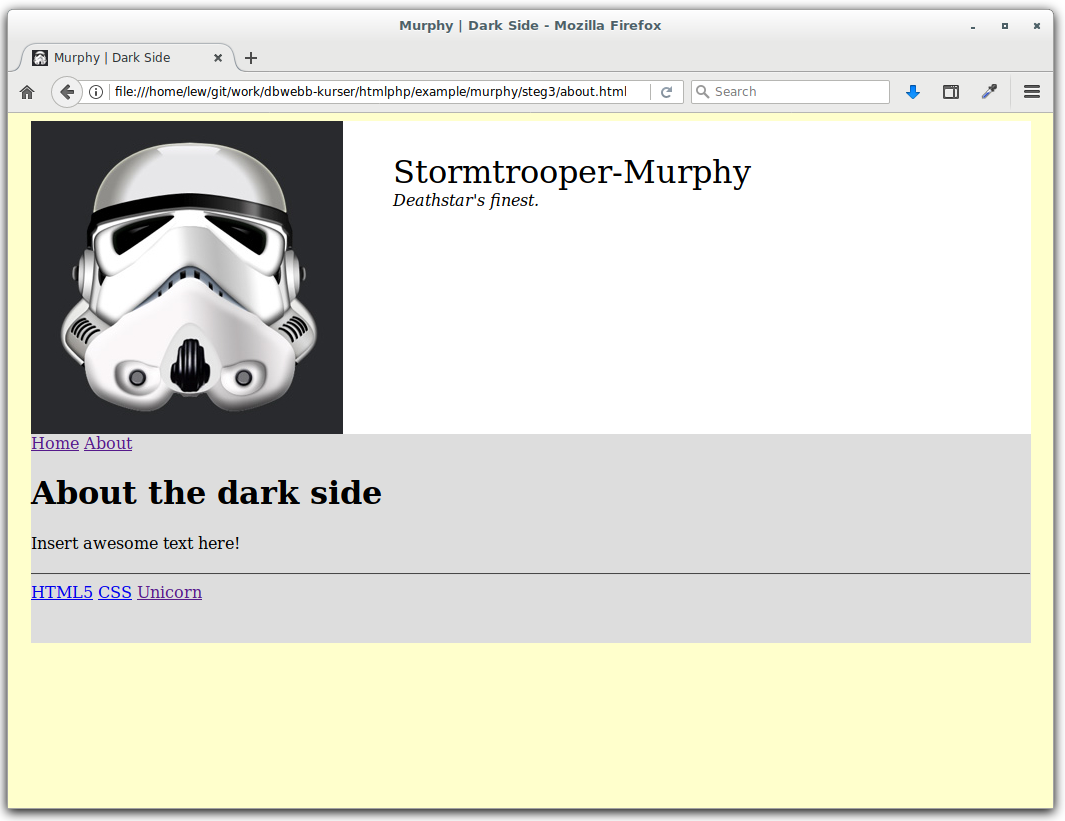 Murphy | Dark Side - Mozilla Firefox
Murphy | Dark Side
file:///home/lew/git/work/dbwebb-kurser/htmlphp/example/murphy/steg3/about.html
Search
Stormtrooper-Murphy
Deathstar's finest.
Home About
About the dark side
Insert awesome text here!
HTML5 CSS Unicorn